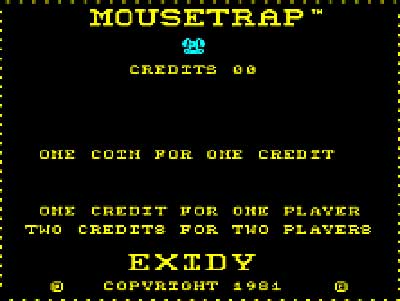 MOUSETRAP™
CREDITS 00
ONE COIN FOR ONE CREDIT
ONE CREDIT FOR ONE PLAYER
TWO CREDITS FOR TWO PLAYERS
EXIDY
© COPYRIGHT 1981 ©